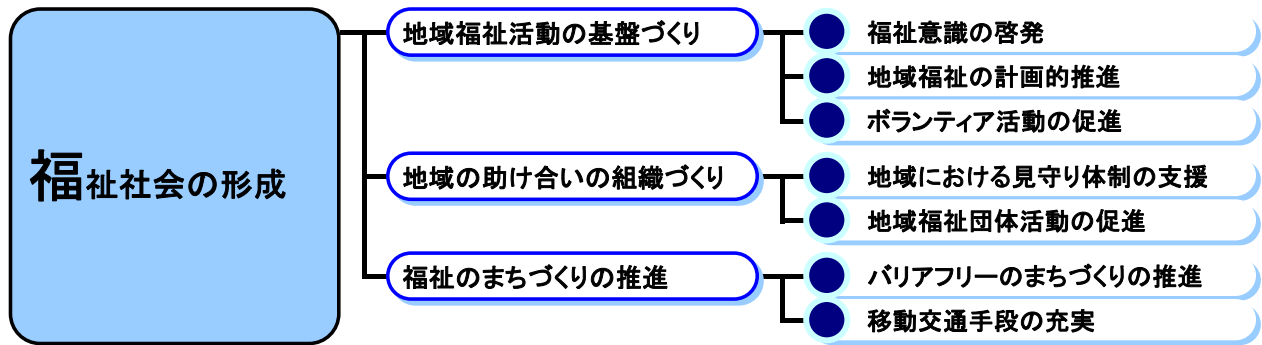 福祉社会の形成
地域福祉活動の基盤づくり
福祉意識の啓発
地域福祉の計画的推進
ボランティア活動の促進
地域の助け合いの組織づくり
地域における見守り体制の支援
地域福祉団体活動の促進
福祉のまちづくりの推進
バリアフリーのまちづくりの推進
移動交通手段の充実